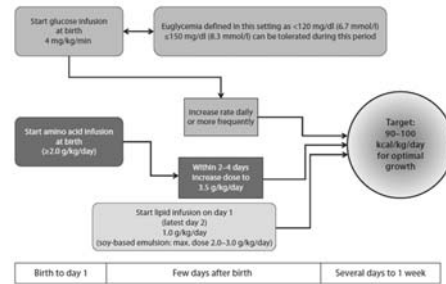 Start glucose infusion
at birth
4 mg/kg/min
Euglycemia defined in this setting as <120 mg/dl (6.7 mmol/l)
≤150 mg/dl (8.3 mmol/l) can be tolerated during this period
Increase rate daily
or more frequently
Target:
90–100
kcal/kg/day
for optimal
growth
Start amino acid infusion
at birth
(≥2.0 g/kg/day)
Within 2–4 days
Increase dose to
3.5 g/kg/day
Start lipid infusion on day 1
(latest day 2)
1.0 g/kg/day
(soy-based emulsion: max. dose 2.0–3.0 g/kg/day)
Birth to day 1
Few days after birth
Several days to 1 week